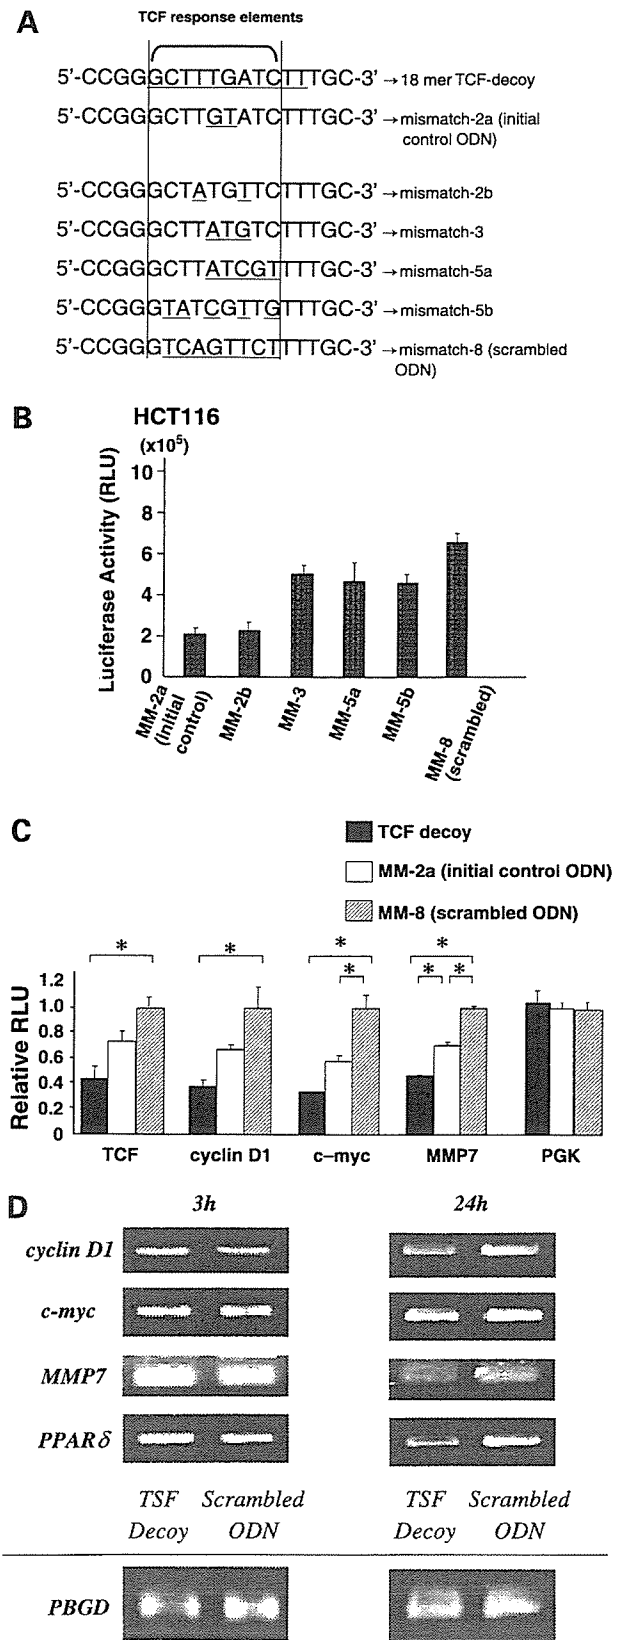 A
TCF response elements
5'-CCGGGCTTTGATCTTTGC-3' →18 mer TCF-decoy
5'-CCGGGCTTGTATCTTTGC-3' →mismatch-2a (initial
control ODN)
5'-CCGGGCTATGTTCTTTGC-3' →mismatch-2b
5'-CCGGGCTTATGTCTTTGC-3' →mismatch-3
5'-CCGGGCTTATCGTTTTGC-3' →mismatch-5a
5'-CCGGGTATCGTTGTTTGC-3' →mismatch-5b
5'-CCGGGTCAGTTCTTTTGC-3' →mismatch-8 (scrambled
ODN)
B
HCT116
(x10⁵)
Luciferase Activity (RLU)
10
8
6
4
2
0
MM-2a
(initial
control)
MM-2b
MM-3
MM-5a
MM-5b
MM-8
(scrambled)
C
TCF decoy
MM-2a (initial control ODN)
MM-8 (scrambled ODN)
Relative RLU
1.2
1.0
0.8
0.6
0.4
0.2
0
* * * * * * *
TCF cyclin D1 c–myc MMP7 PGK
D
3h 24h
cyclin D1
c-myc
MMP7
PPARδ
TSF Scrambled TSF Scrambled
Decoy ODN Decoy ODN
PBGD